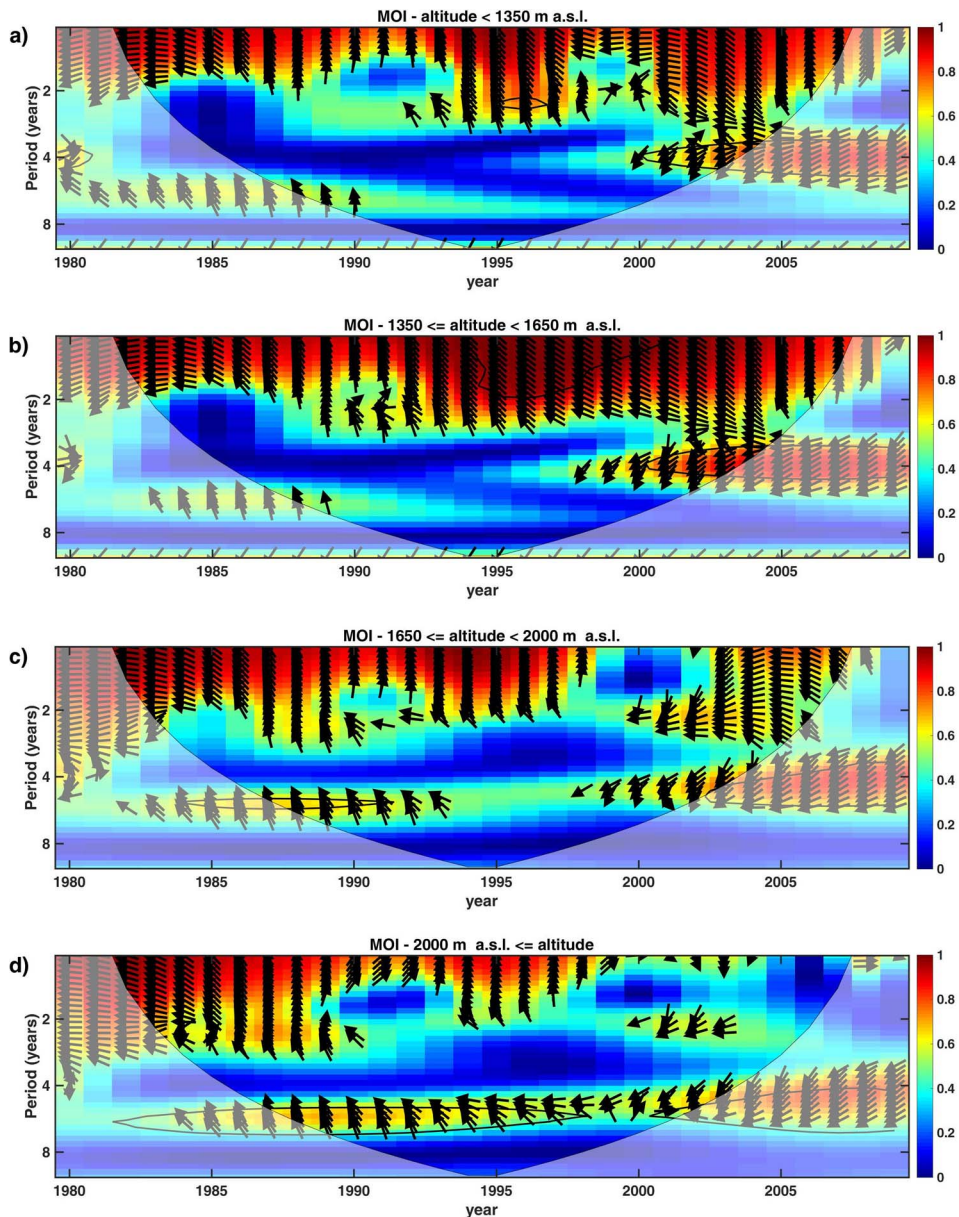 MOI - altitude < 1350 m a.s.l.
a)
Period (years)
2
4
6
8
1980 1985 1990 1995 2000 2005
year
1
0.8
0.6
0.4
0.2
0
MOI - 1350 <= altitude < 1650 m a.s.l.
b)
Period (years)
2
4
6
8
1980 1985 1990 1995 2000 2005
year
1
0.8
0.6
0.4
0.2
0
MOI - 1650 <= altitude < 2000 m a.s.l.
c)
Period (years)
2
4
6
8
1980 1985 1990 1995 2000 2005
year
1
0.8
0.6
0.4
0.2
0
MOI - 2000 m a.s.l. <= altitude
d)
Period (years)
2
4
6
8
1980 1985 1990 1995 2000 2005
year
1
0.8
0.6
0.4
0.2
0